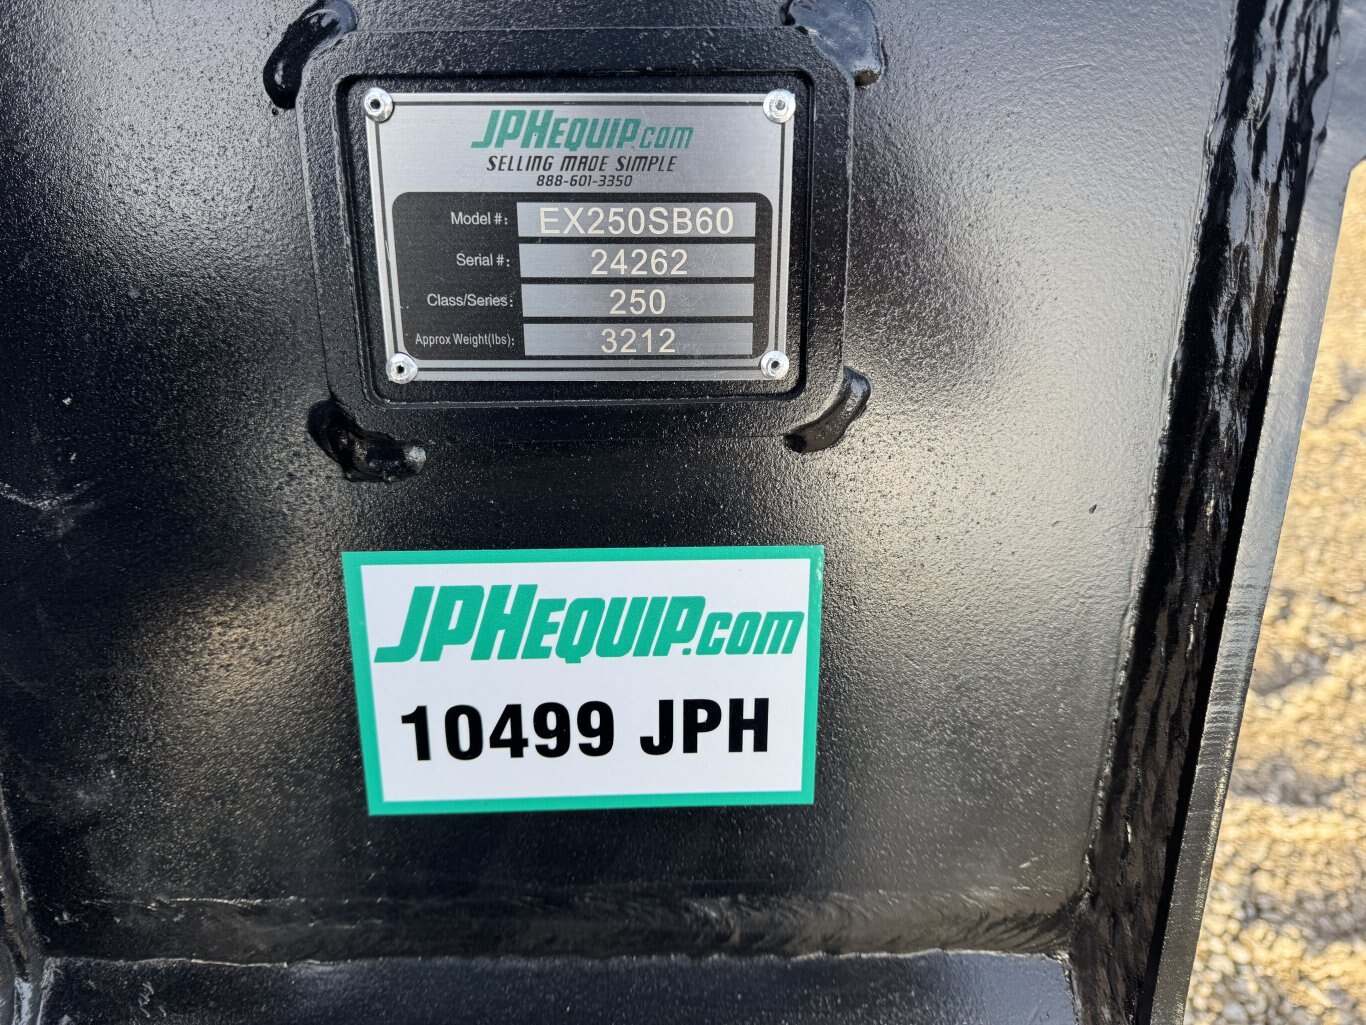 JPHEQUIP.com
SELLING MADE SIMPLE
888-601-3350
Model #: EX250SB60
Serial #: 24262
Class/Series: 250
Approx Weight(lbs): 3212
JPHEQUIP.com
10499 JPH